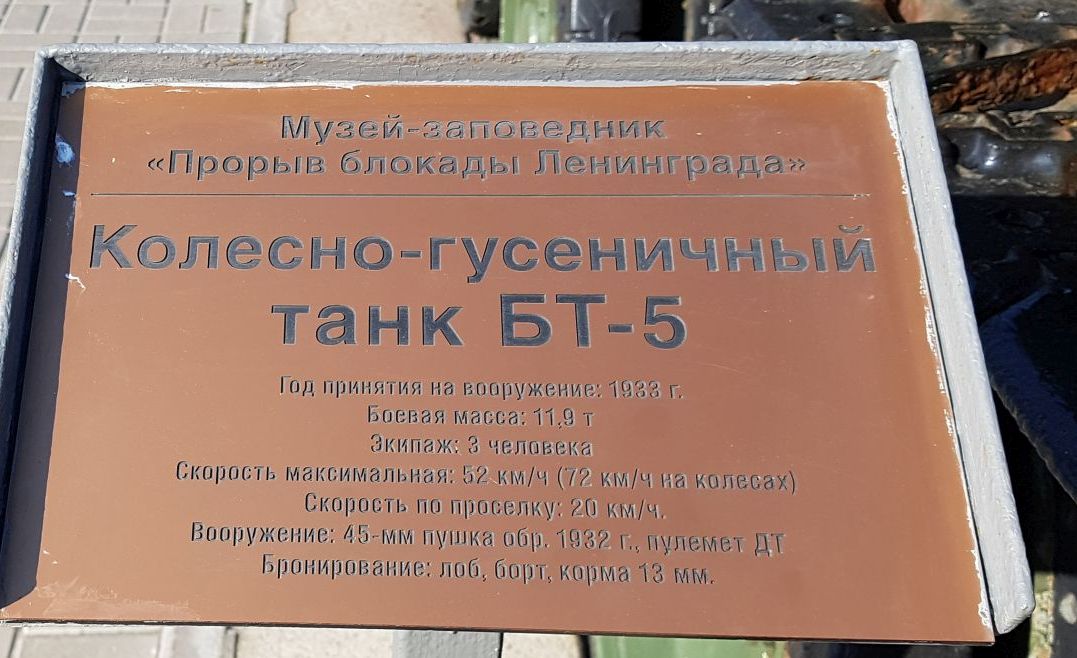 Музей-заповедник
«Прорыв блокады Ленинграда»
Колесно-гусеничный
танк БТ-5
Год принятия на вооружение: 1933 г.
Боевая масса: 11,9 т
Экипаж: 3 человека
Скорость максимальная: 52 км/ч (72 км/ч на колесах)
Скорость по проселку: 20 км/ч.
Вооружение: 45-мм пушка обр. 1932 г., пулемет ДТ
Бронирование: лоб, борт, корма 13 мм.